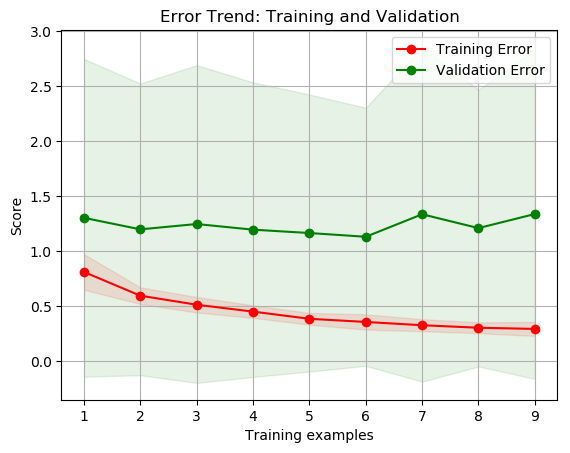 Error Trend: Training and Validation
3.0
2.5
2.0
1.5
1.0
0.5
0.0
Score
Training Error
Validation Error
1 2 3 4 5 6 7 8 9
Training examples